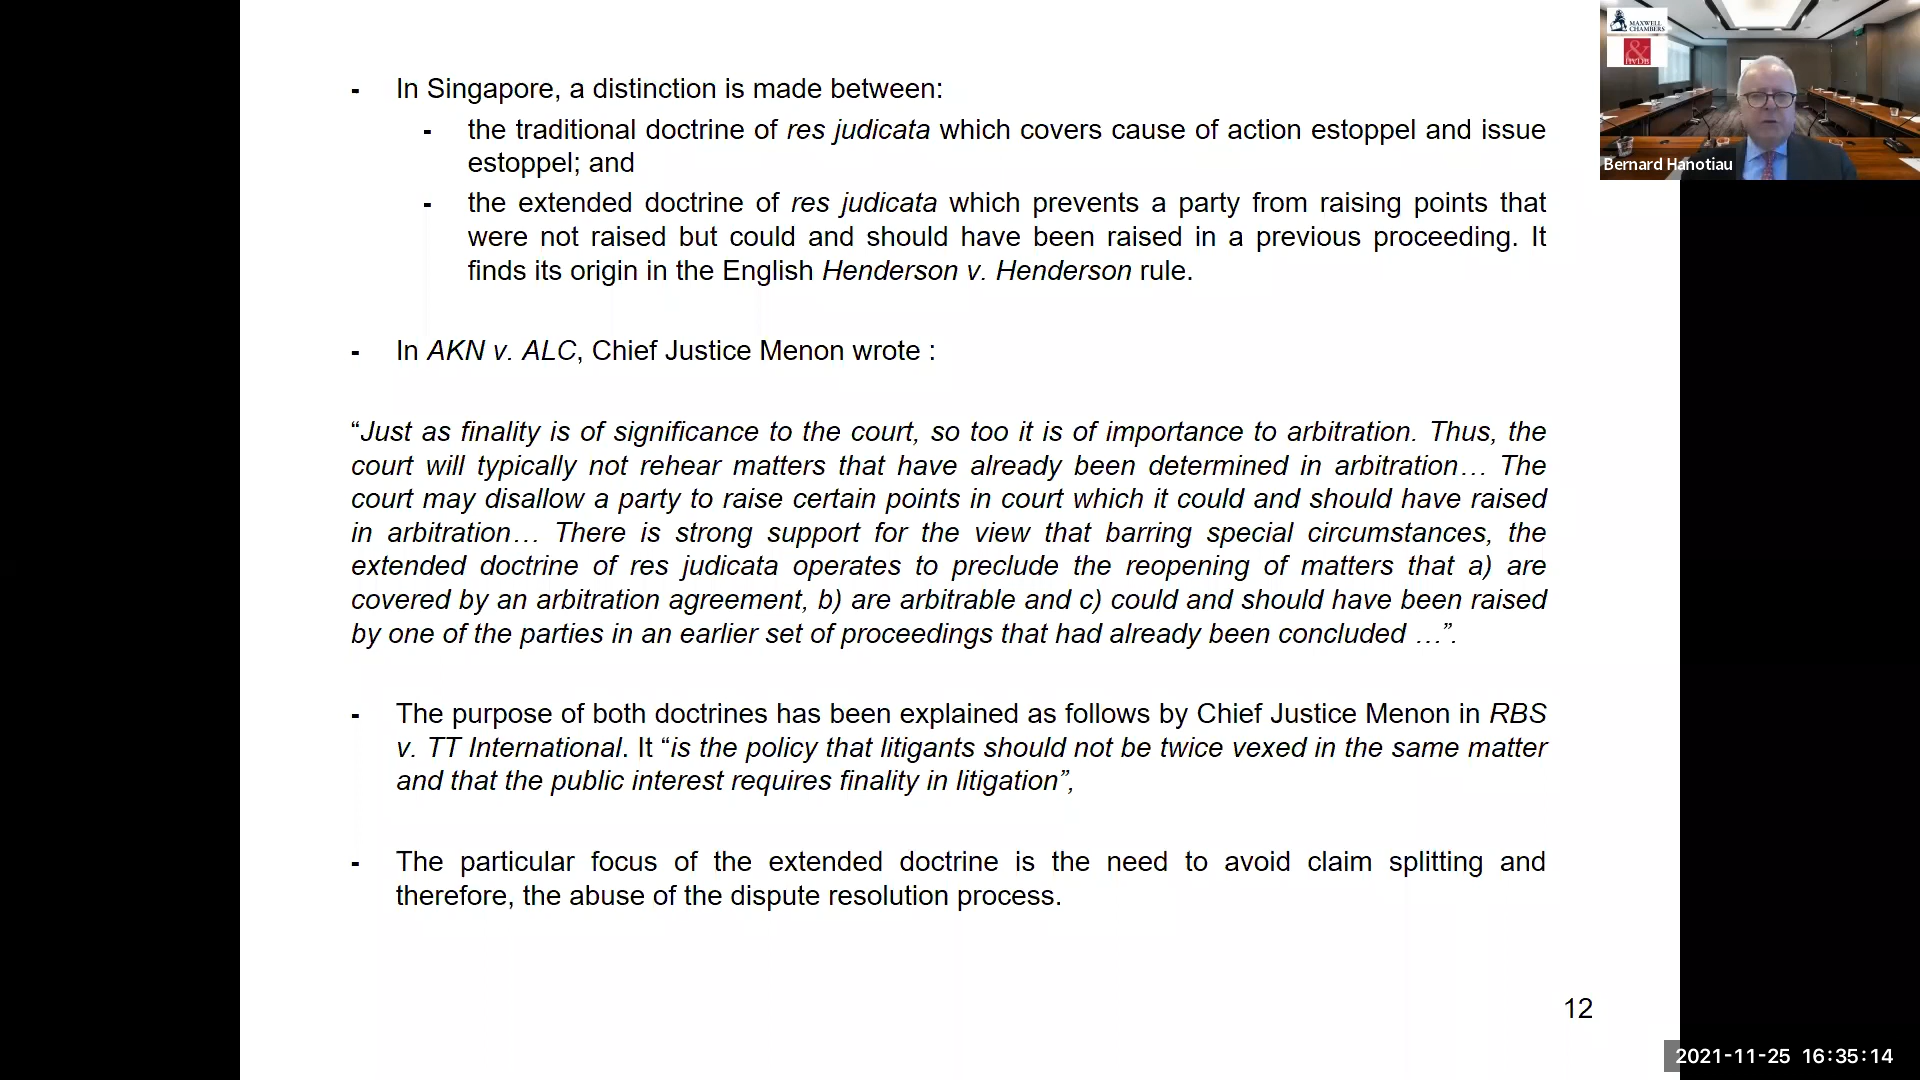 - In Singapore, a distinction is made between:
- the traditional doctrine of res judicata which covers cause of action estoppel and issue
estoppel; and
- the extended doctrine of res judicata which prevents a party from raising points that
were not raised but could and should have been raised in a previous proceeding. It
finds its origin in the English Henderson v. Henderson rule.
- In AKN v. ALC, Chief Justice Menon wrote :
“Just as finality is of significance to the court, so too it is of importance to arbitration. Thus, the
court will typically not rehear matters that have already been determined in arbitration… The
court may disallow a party to raise certain points in court which it could and should have raised
in arbitration… There is strong support for the view that barring special circumstances, the
extended doctrine of res judicata operates to preclude the reopening of matters that a) are
covered by an arbitration agreement, b) are arbitrable and c) could and should have been raised
by one of the parties in an earlier set of proceedings that had already been concluded …”.
- The purpose of both doctrines has been explained as follows by Chief Justice Menon in RBS
v. TT International. It “is the policy that litigants should not be twice vexed in the same matter
and that the public interest requires finality in litigation”,
- The particular focus of the extended doctrine is the need to avoid claim splitting and
therefore, the abuse of the dispute resolution process.
12
MAXWELL
CHAMBERS
&
Bernard Hanotiau
2021-11-25 16:35:14